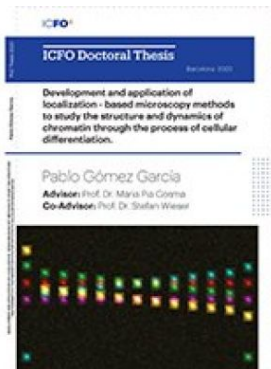 ICFO
ICFO Doctoral Thesis
Barcelona 2020
Development and application of
localization - based microscopy methods
to study the structure and dynamics of
chromatin through the process of cellular
differentiation.
Pablo Gómez García
Advisor: Prof. Dr. Maria Pia Cosma
Co-Advisor: Prof. Dr. Stefan Wieser